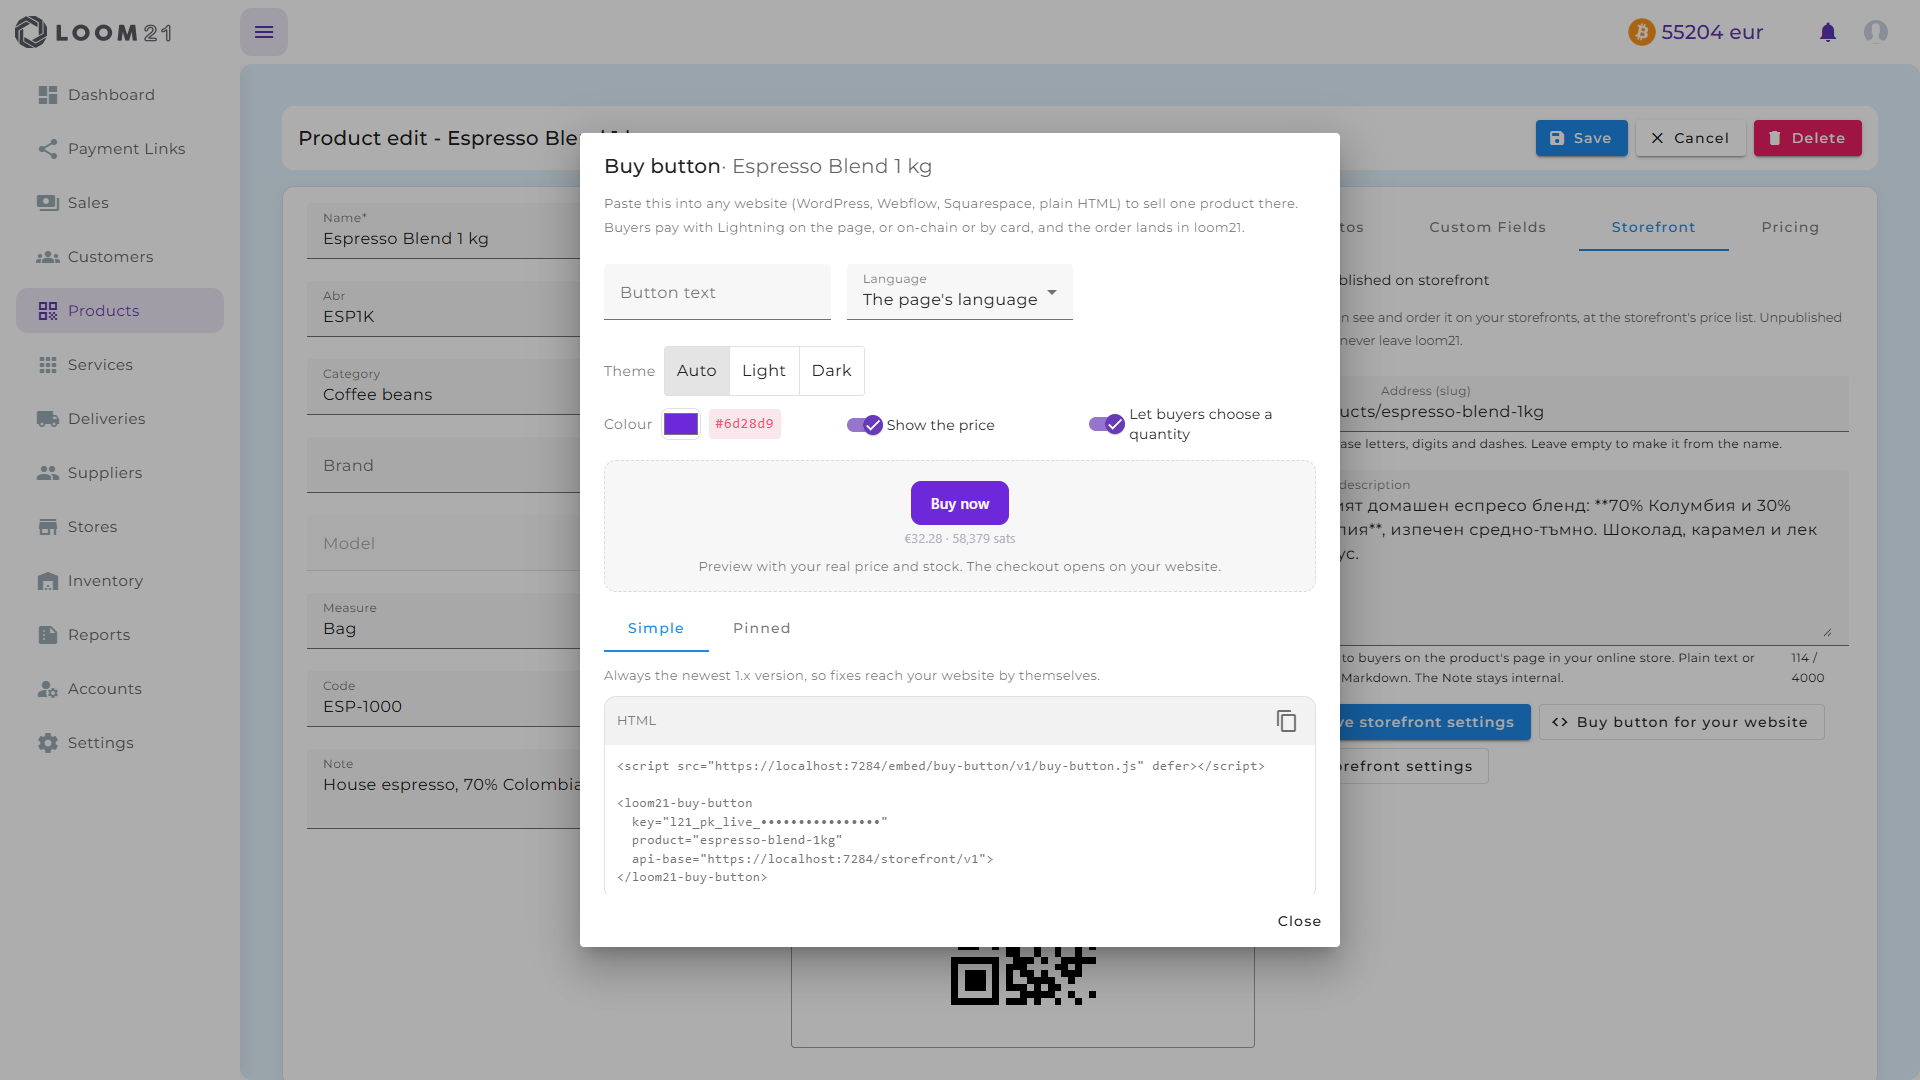 LOOM21
55204 eur
Dashboard
Payment Links
Sales
Customers
Products
Services
Deliveries
Suppliers
Stores
Inventory
Reports
Accounts
Settings
Product edit - Espresso
Save
Cancel
Delete
Name*
Espresso Blend 1 kg
Abr
ESP1K
Category
Coffee beans
Brand
Model
Measure
Bag
Code
ESP-1000
Note
House espresso, 70% Colombia
Custom Fields
Storefront
Pricing
on storefront
see and order it on your storefronts, at the storefront's price list. Unpublished
never leave loom21.
Address (slug)
/espresso-blend-1kg
letters, digits and dashes. Leave empty to make it from the name.
description
домашен еспресо бленд: **70% Колумбия и 30%
изпечен средно-тъмно. Шоколад, карамел и лек
to buyers on the product's page in your online store. Plain text or
Markdown. The Note stays internal.
114 /
4000
storefront settings
<> Buy button for your website
settings
Buy button · Espresso Blend 1 kg
Paste this into any website (WordPress, Webflow, Squarespace, plain HTML) to sell one product there.
Buyers pay with Lightning on the page, or on-chain or by card, and the order lands in loom21.
Button text
Language
The page's language
Theme
Auto
Light
Dark
Colour
#6d28d9
Show the price
Let buyers choose a
quantity
Buy now
€32.28 · 58,379 sats
Preview with your real price and stock. The checkout opens on your website.
Simple
Pinned
Always the newest 1.x version, so fixes reach your website by themselves.
HTML
<script src="https://localhost:7284/embed/buy-button/v1/buy-button.js" defer></script>
<loom21-buy-button
key="l21_pk_live_••••••••••••••••"
product="espresso-blend-1kg"
api-base="https://localhost:7284/storefront/v1">
</loom21-buy-button>
Close